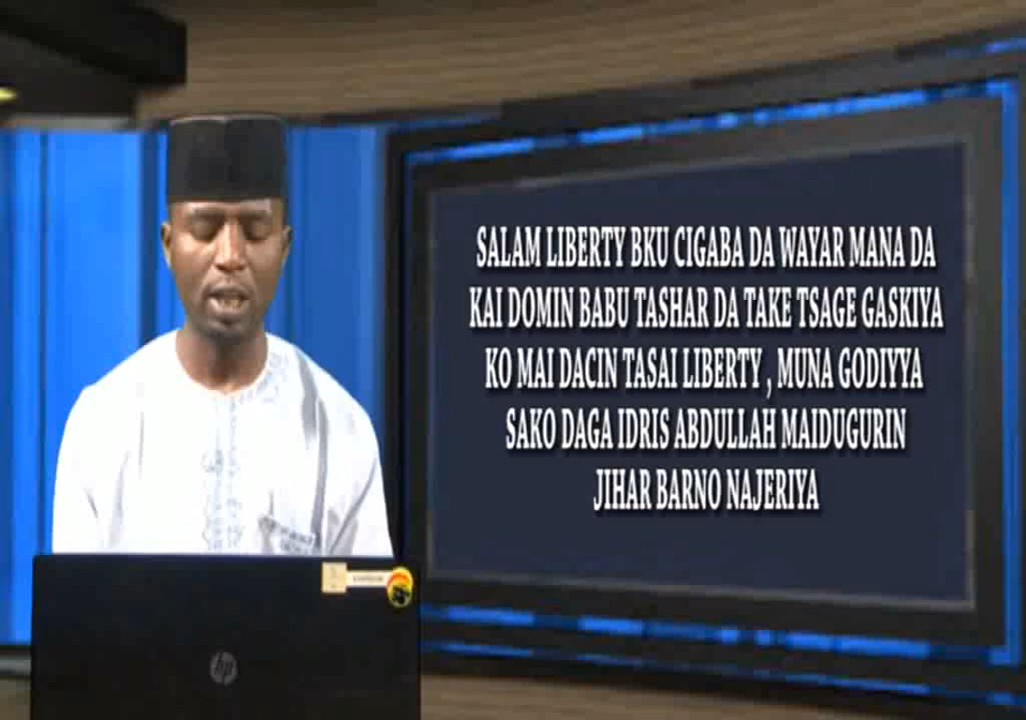 SALAM LIBERTY BKU CIGABA DA WAYAR MANA DA
KAI DOMIN BABU TASHAR DA TAKE TSAGE GASKIYA
KO MAI DACIN TASAI LIBERTY , MUNA GODIYYA
SAKO DAGA IDRIS ABDULLAH MAIDUGURIN
JIHAR BARNO NAJERIYA
hp